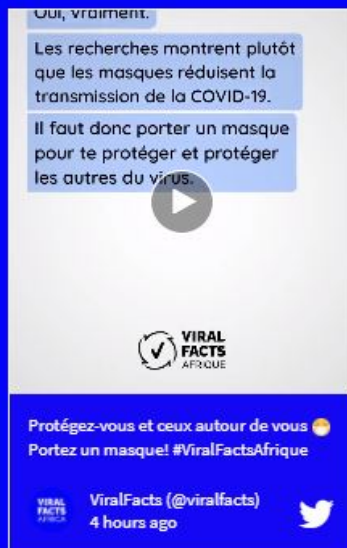 Oui, vraiment.
Les recherches montrent plutôt
que les masques réduisent la
transmission de la COVID-19.
Il faut donc porter un masque
pour te protéger et protéger
les autres du virus.
VIRAL
FACTS
AFRIQUE
Protégez-vous et ceux autour de vous 😷
Portez un masque! #ViralFactsAfrique
VIRAL
FACTS
AFRICA
ViralFacts (@viralfacts)
4 hours ago